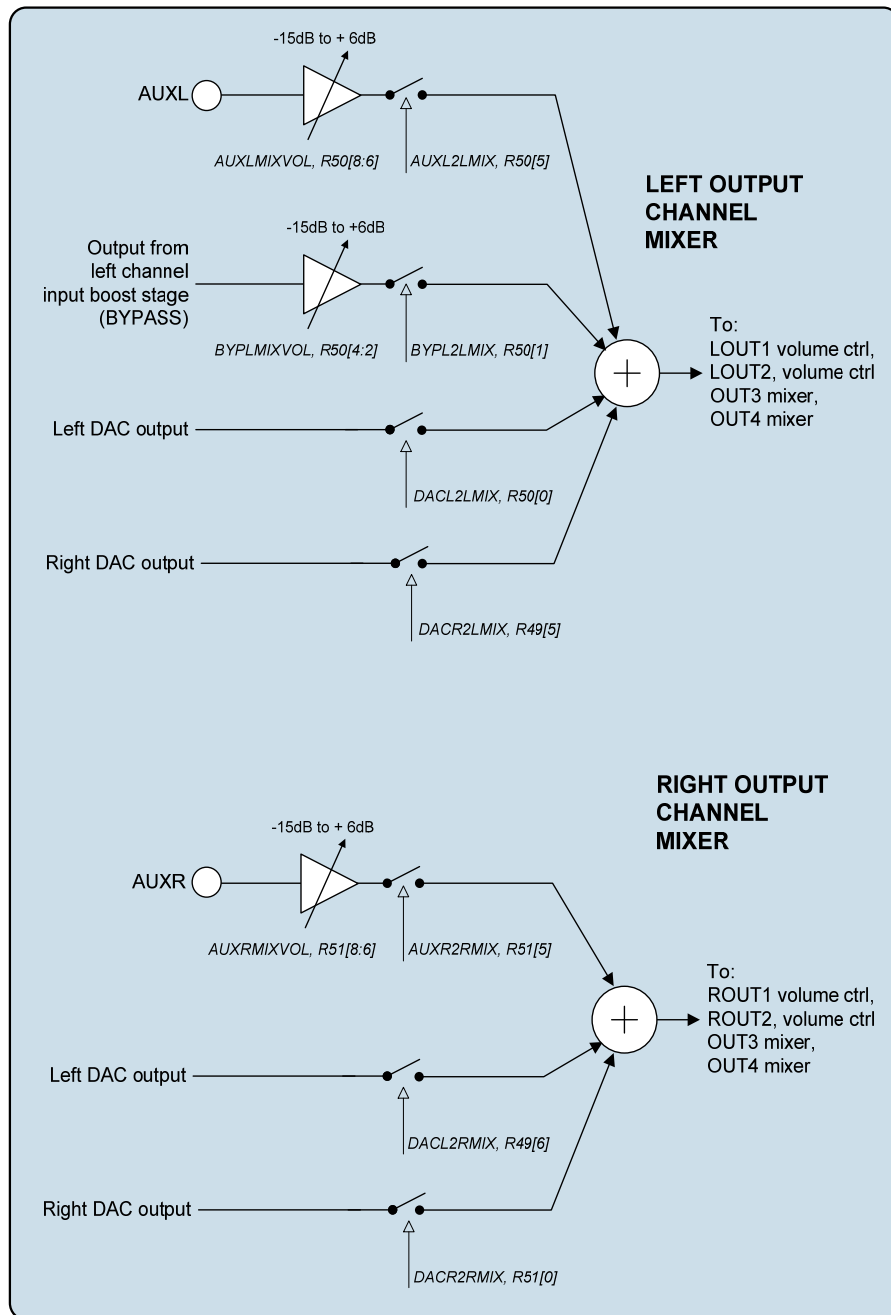 -15dB to + 6dB
AUXL
AUXLMIXVOL, R50[8:6]
AUXL2LMIX, R50[5]
LEFT OUTPUT
CHANNEL
MIXER
-15dB to +6dB
Output from
left channel
input boost stage
(BYPASS)
BYPLMIXVOL, R50[4:2]
BYPL2LMIX, R50[1]
+
To:
LOUT1 volume ctrl,
LOUT2, volume ctrl
OUT3 mixer,
OUT4 mixer
Left DAC output
DACL2LMIX, R50[0]
Right DAC output
DACR2LMIX, R49[5]
RIGHT OUTPUT
CHANNEL
MIXER
-15dB to + 6dB
AUXR
AUXRMIXVOL, R51[8:6]
AUXR2RMIX, R51[5]
+
To:
ROUT1 volume ctrl,
ROUT2, volume ctrl
OUT3 mixer,
OUT4 mixer
Left DAC output
DACL2RMIX, R49[6]
Right DAC output
DACR2RMIX, R51[0]